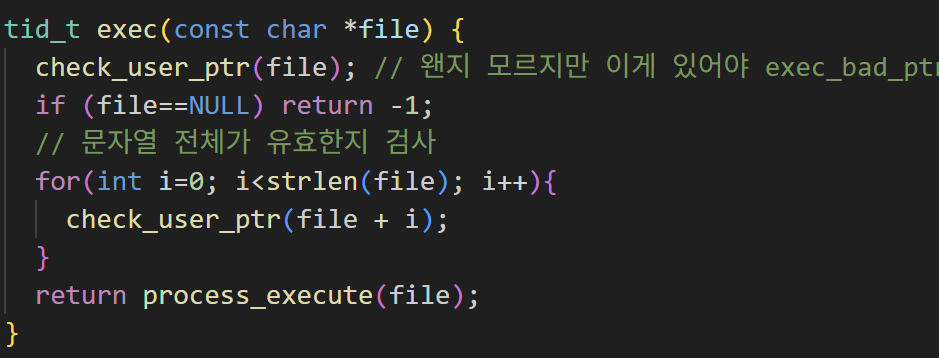 tid_t exec(const char *file) {
check_user_ptr(file); // 왠지 모르지만 이게 있어야 exec_bad_ptr
if (file==NULL) return -1;
// 문자열 전체가 유효한지 검사
for(int i=0; i<strlen(file); i++){
check_user_ptr(file + i);
}
return process_execute(file);
}